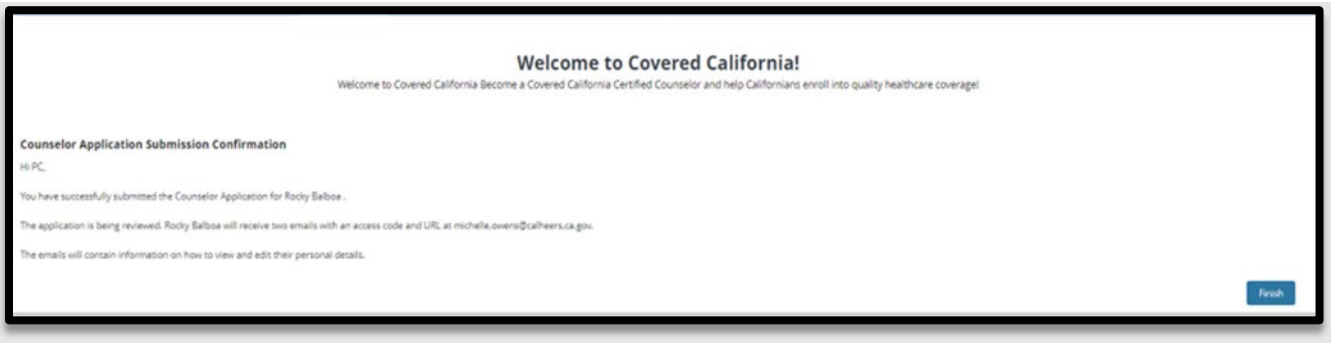 Welcome to Covered California!
Welcome to Covered California Become a Covered California Certified Counselor and help Californians enroll into quality healthcare coverage!
Counselor Application Submission Confirmation
Hi PC,
You have successfully submitted the Counselor Application for Rocky Balboa .
The application is being reviewed. Rocky Balboa will receive two emails with an access code and URL at michelle.owens@calheers.ca.gov.
The emails will contain information on how to view and edit their personal details.
Finish